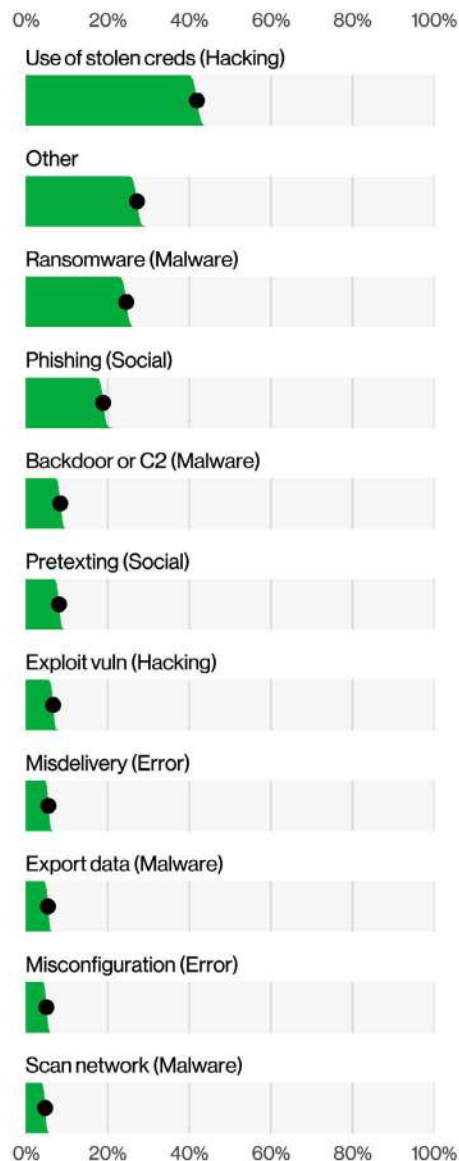 0% 20% 40% 60% 80% 100%
Use of stolen creds (Hacking)
Other
Ransomware (Malware)
Phishing (Social)
Backdoor or C2 (Malware)
Pretexting (Social)
Exploit vuln (Hacking)
Misdelivery (Error)
Export data (Malware)
Misconfiguration (Error)
Scan network (Malware)
0% 20% 40% 60% 80% 100%